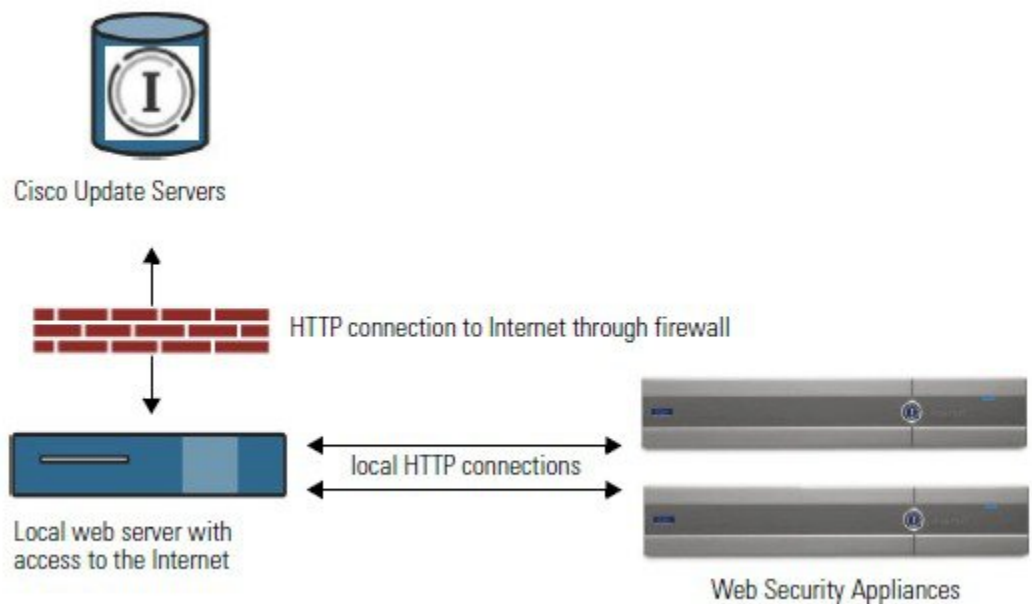 I
Cisco Update Servers
HTTP connection to Internet through firewall
local HTTP connections
I
I
Local web server with
access to the Internet
Web Security Appliances